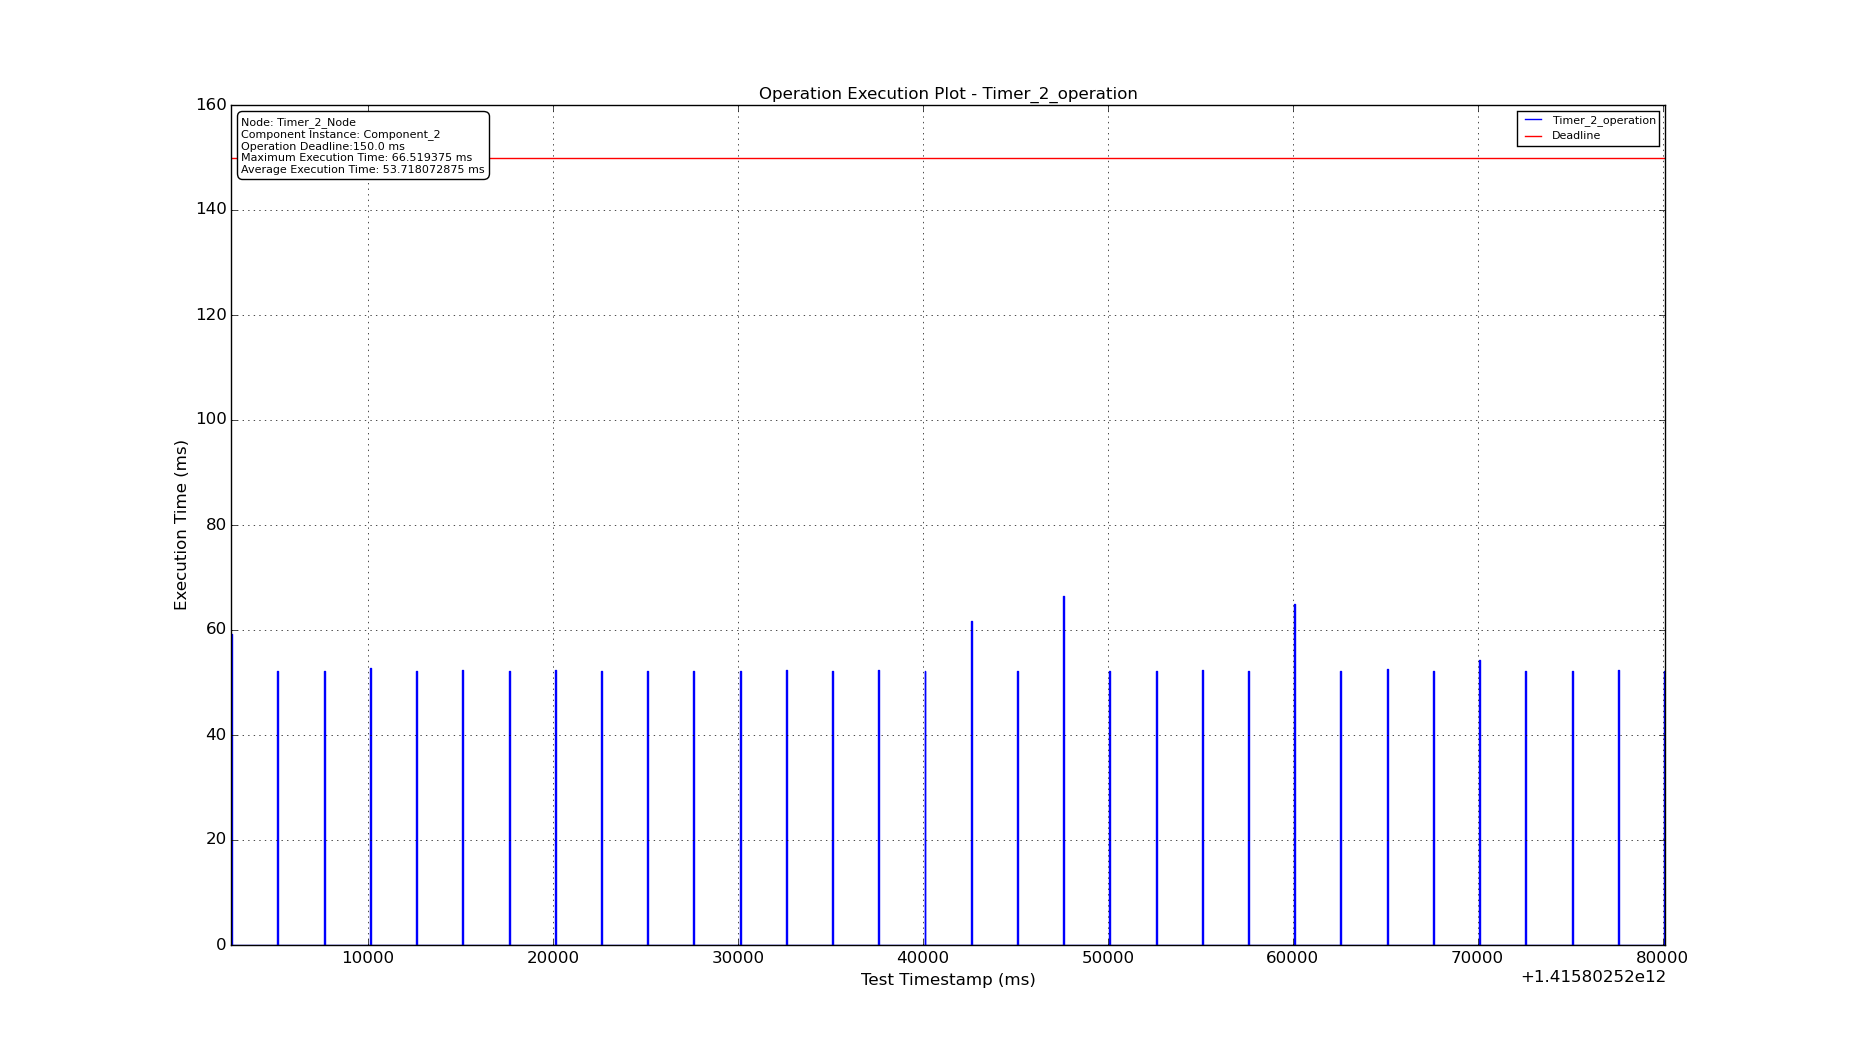 Operation Execution Plot - Timer_2_operation
Node: Timer_2_Node
Component Instance: Component_2
Operation Deadline:150.0 ms
Maximum Execution Time: 66.519375 ms
Average Execution Time: 53.718072875 ms
Timer_2_operation
Deadline
160
140
120
100
80
60
40
20
0
Execution Time (ms)
10000 20000 30000 40000 50000 60000 70000 80000
Test Timestamp (ms)
+1.41580252e12